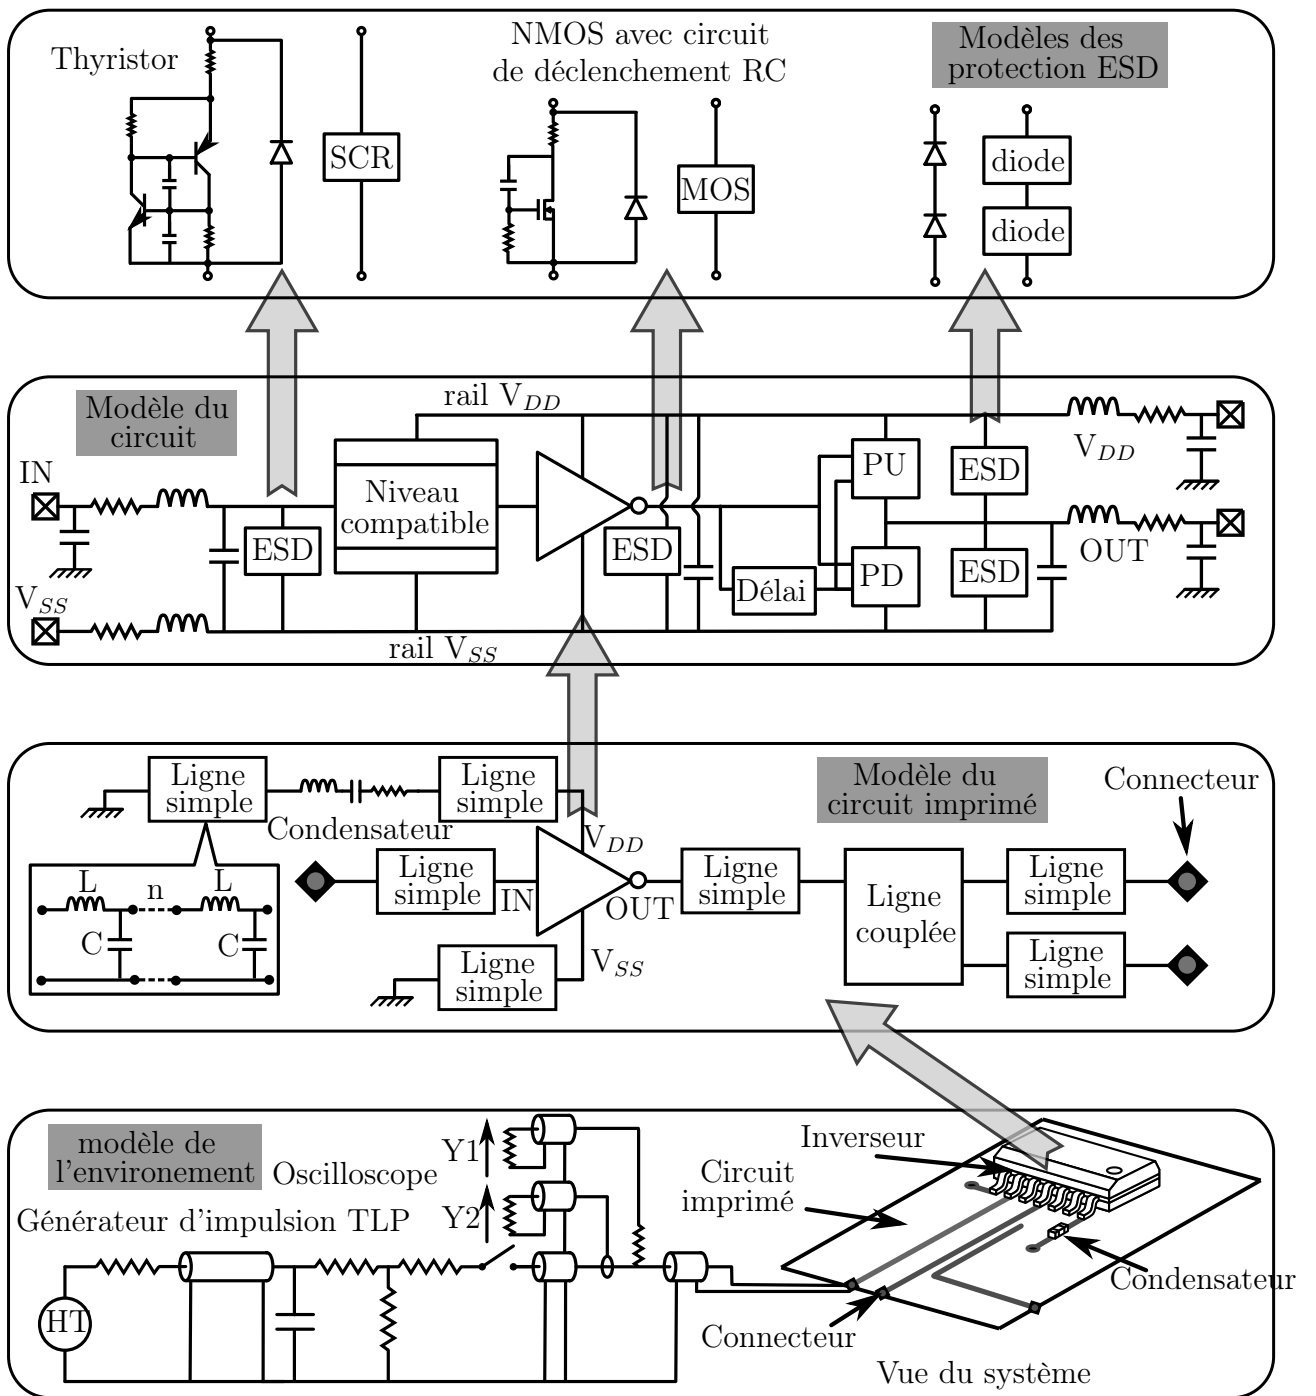 Thyristor
SCR
NMOS avec circuit
de déclenchement RC
MOS
Modèles des
protection ESD
diode
diode
Modèle du
circuit
rail V_DD
IN
V_SS
ESD
Niveau
compatible
ESD
Délai
PU
PD
ESD
ESD
V_DD
OUT
rail V_SS
Ligne
simple
Condensateur
Ligne
simple
V_DD
Modèle du
circuit imprimé
Connecteur
L
n
L
C
C
Ligne
simple
IN
OUT
V_SS
Ligne
simple
Ligne
simple
Ligne
couplée
Ligne
simple
Ligne
simple
modèle de
l'environement
Oscilloscope
Y1
Y2
Générateur d'impulsion TLP
HT
Inverseur
Circuit
imprimé
Condensateur
Connecteur
Vue du système